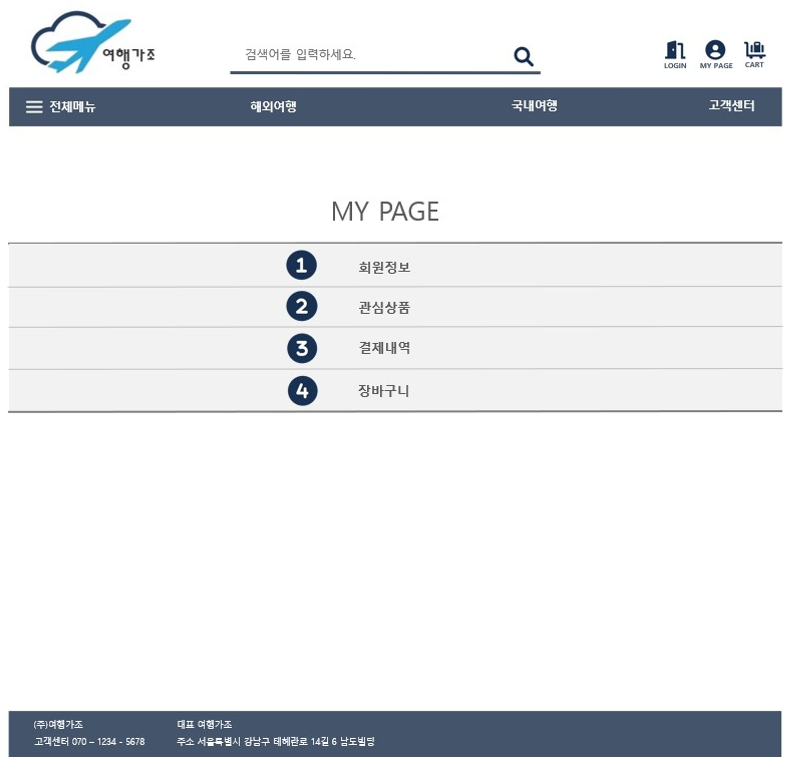 여행가조
검색어를 입력하세요.
LOGIN MY PAGE CART
전체메뉴 해외여행 국내여행 고객센터
MY PAGE
1 회원정보
2 관심상품
3 결제내역
4 장바구니
(주)여행가조 대표 여행가조
고객센터 070 – 1234 - 5678 주소 서울특별시 강남구 테헤란로 14길 6 남도빌딩